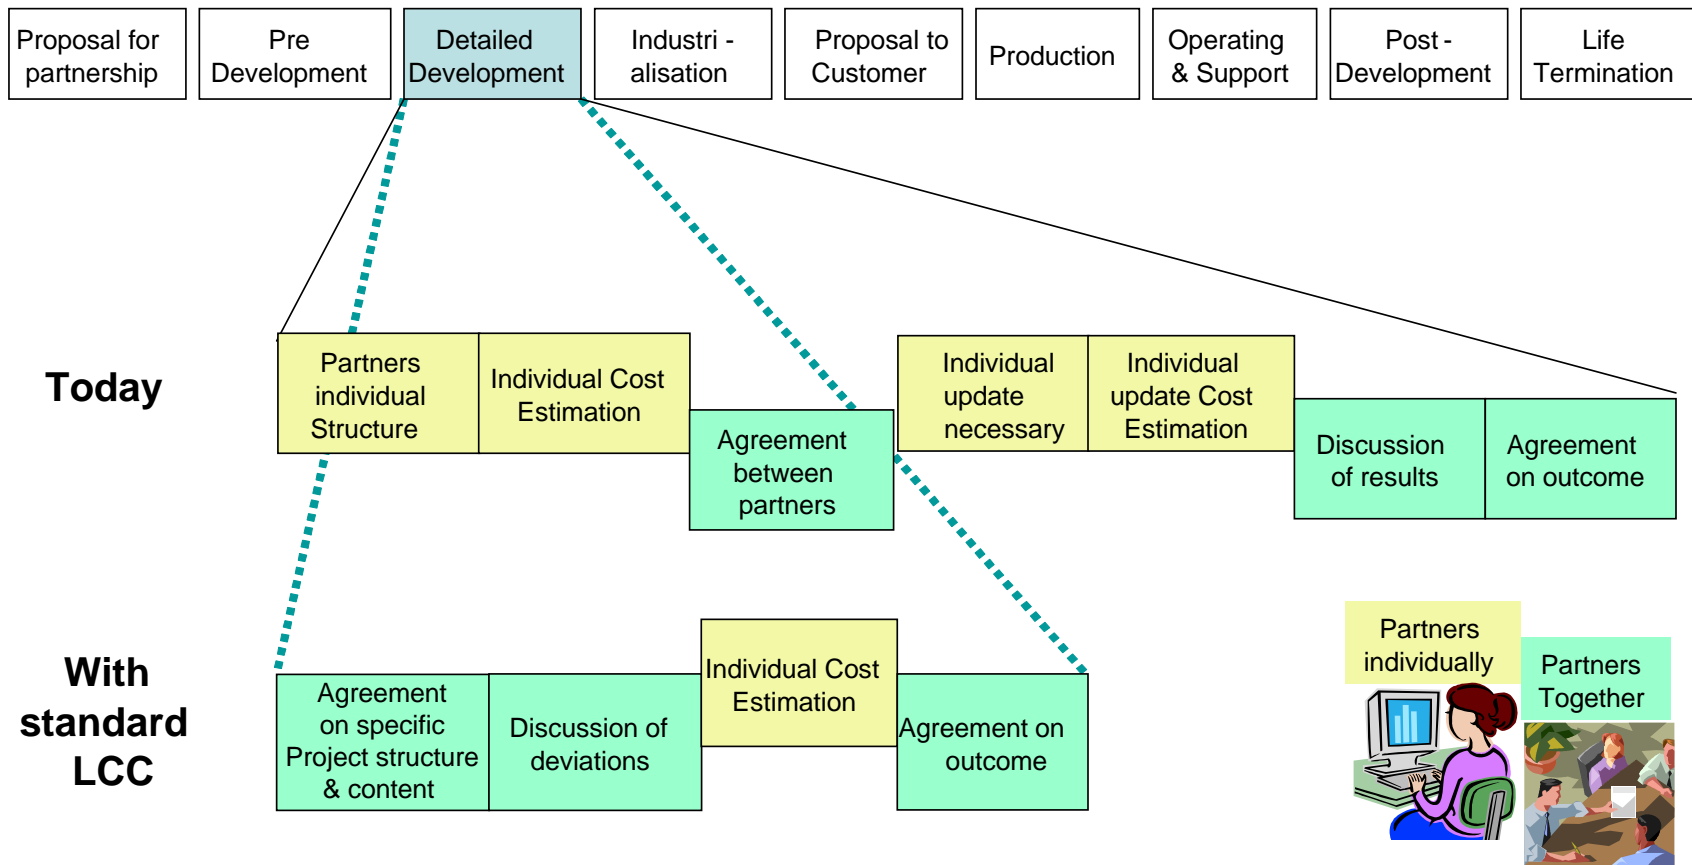 Proposal for
partnership
Pre
Development
Detailed
Development
Industri -
alisation
Proposal to
Customer
Production
Operating
& Support
Post -
Development
Life
Termination
Today
Partners
individual
Structure
Individual Cost
Estimation
Agreement
between
partners
Individual
update
necessary
Individual
update Cost
Estimation
Discussion
of results
Agreement
on outcome
With
standard
LCC
Agreement
on specific
Project structure
& content
Discussion of
deviations
Individual Cost
Estimation
Agreement on
outcome
Partners
individually
Partners
Together